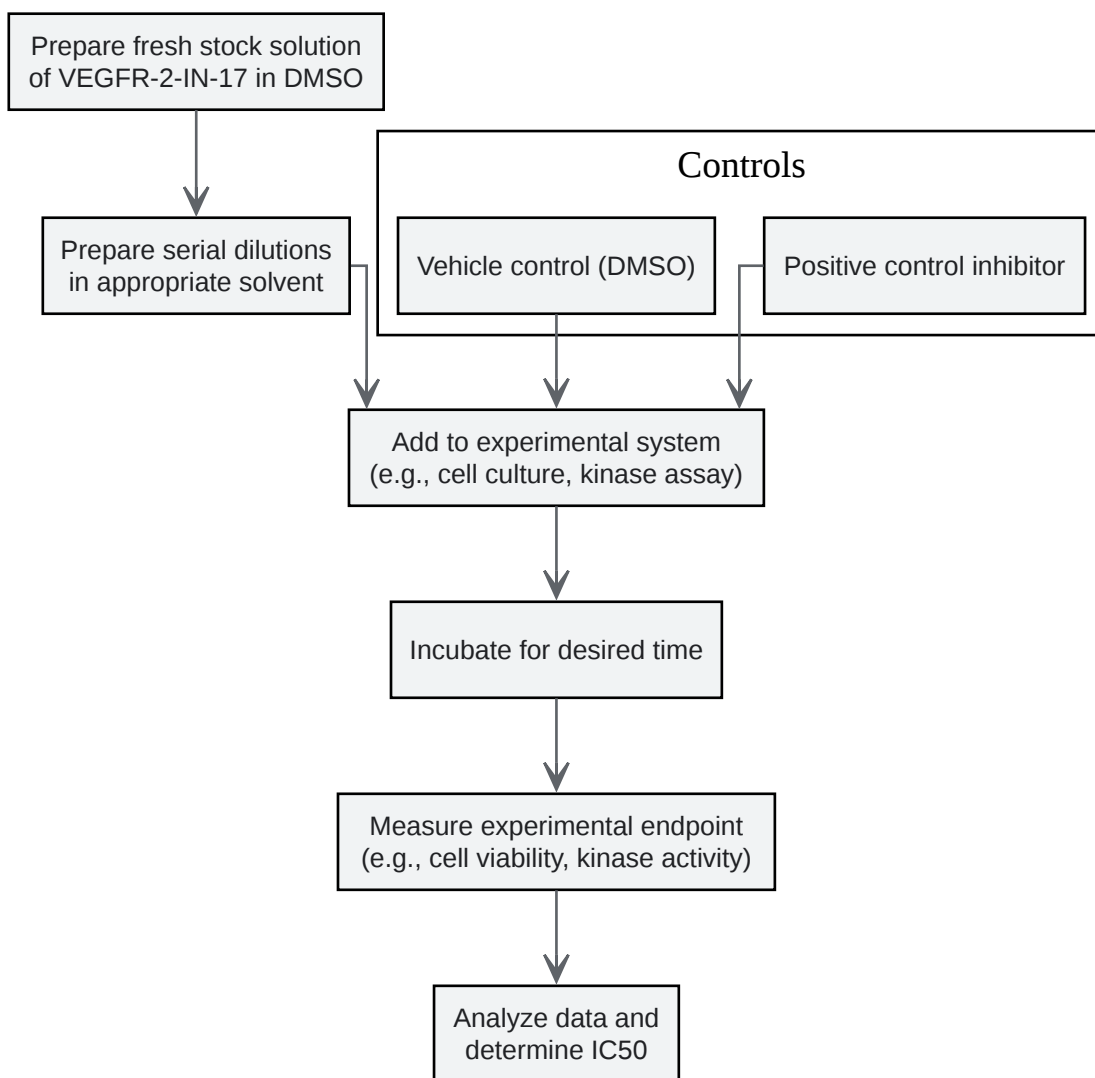 Prepare fresh stock solution
of VEGFR-2-IN-17 in DMSO
Controls
Prepare serial dilutions
in appropriate solvent
Vehicle control (DMSO)
Positive control inhibitor
Add to experimental system
(e.g., cell culture, kinase assay)
Incubate for desired time
Measure experimental endpoint
(e.g., cell viability, kinase activity)
Analyze data and
determine IC50